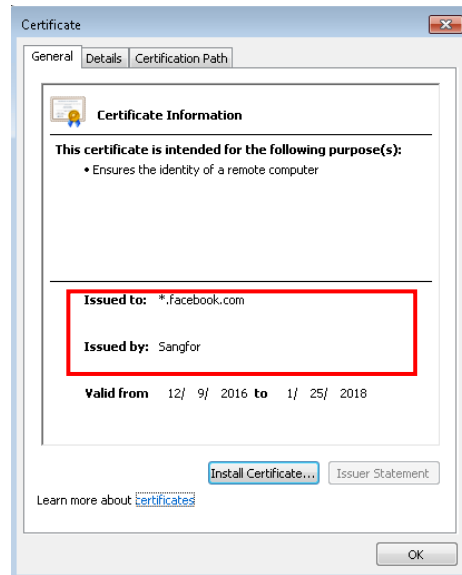 Certificate
General Details Certification Path
Certificate Information
This certificate is intended for the following purpose(s):
• Ensures the identity of a remote computer
Issued to: *.facebook.com
Issued by: Sangfor
Valid from 12/ 9/ 2016 to 1/ 25/ 2018
Install Certificate... Issuer Statement
Learn more about certificates
OK